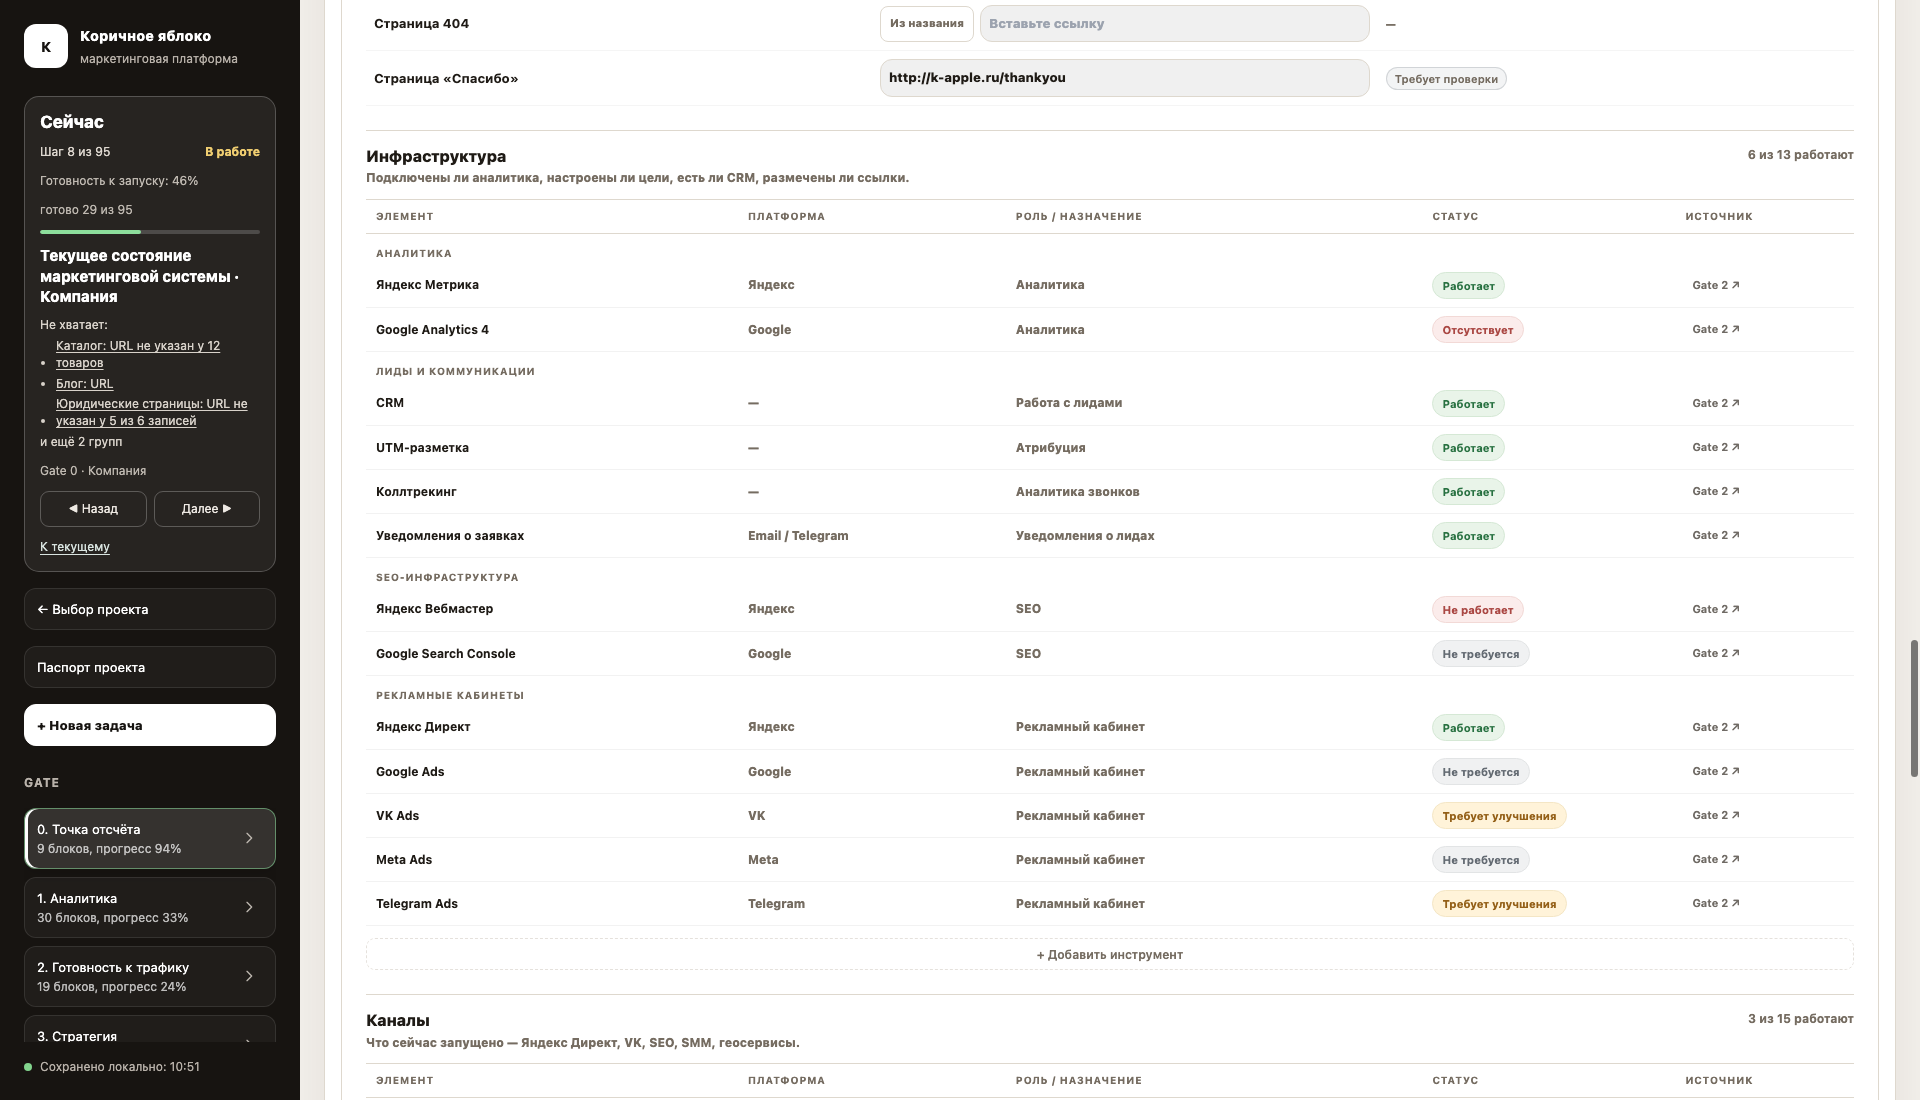 К
Коричное яблоко
маркетинговая платформа
Сейчас
Шаг 8 из 95
В работе
Готовность к запуску: 46%
готово 29 из 95
Текущее состояние
маркетинговой системы ·
Компания
Не хватает:
• Каталог: URL не указан у 12
товаров
• Блог: URL
• Юридические страницы: URL не
указан у 5 из 6 записей
и ещё 2 групп
Gate 0 · Компания
◀ Назад
Далее ▶
К текущему
← Выбор проекта
Паспорт проекта
+ Новая задача
GATE
0. Точка отсчёта
9 блоков, прогресс 94%
1. Аналитика
30 блоков, прогресс 33%
2. Готовность к трафику
19 блоков, прогресс 24%
3. Стратегия
Сохранено локально: 10:51
Страница 404 Из названия Вставьте ссылку —
Страница «Спасибо» http://k-apple.ru/thankyou Требует проверки
Инфраструктура 6 из 13 работают
Подключены ли аналитика, настроены ли цели, есть ли CRM, размечены ли ссылки.
ЭЛЕМЕНТ ПЛАТФОРМА РОЛЬ / НАЗНАЧЕНИЕ СТАТУС ИСТОЧНИК
АНАЛИТИКА
Яндекс Метрика Яндекс Аналитика Работает Gate 2 ↗
Google Analytics 4 Google Аналитика Отсутствует Gate 2 ↗
ЛИДЫ И КОММУНИКАЦИИ
CRM — Работа с лидами Работает Gate 2 ↗
UTM-разметка — Атрибуция Работает Gate 2 ↗
Коллтрекинг — Аналитика звонков Работает Gate 2 ↗
Уведомления о заявках Email / Telegram Уведомления о лидах Работает Gate 2 ↗
SEO-ИНФРАСТРУКТУРА
Яндекс Вебмастер Яндекс SEO Не работает Gate 2 ↗
Google Search Console Google SEO Не требуется Gate 2 ↗
РЕКЛАМНЫЕ КАБИНЕТЫ
Яндекс Директ Яндекс Рекламный кабинет Работает Gate 2 ↗
Google Ads Google Рекламный кабинет Не требуется Gate 2 ↗
VK Ads VK Рекламный кабинет Требует улучшения Gate 2 ↗
Meta Ads Meta Рекламный кабинет Не требуется Gate 2 ↗
Telegram Ads Telegram Рекламный кабинет Требует улучшения Gate 2 ↗
+ Добавить инструмент
Каналы 3 из 15 работают
Что сейчас запущено — Яндекс Директ, VK, SEO, SMM, геосервисы.
ЭЛЕМЕНТ ПЛАТФОРМА РОЛЬ / НАЗНАЧЕНИЕ СТАТУС ИСТОЧНИК